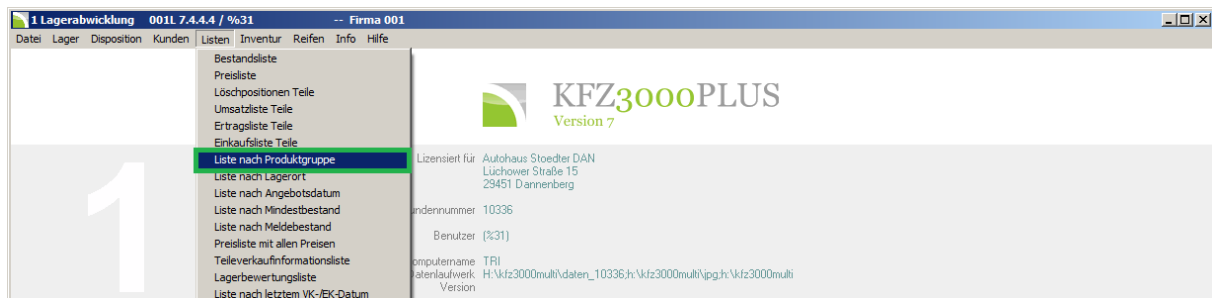 1 Lagerabwicklung 001L 7.4.4.4 / %31 -- Firma 001
Datei Lager Disposition Kunden Listen Inventur Reifen Info Hilfe
Bestandsliste
Preisliste
Löschpositionen Teile
Umsatzliste Teile
Ertragsliste Teile
Einkaufsliste Teile
Liste nach Produktgruppe
Liste nach Lagerort
Liste nach Angebotsdatum
Liste nach Mindestbestand
Liste nach Meldebestand
Preisliste mit allen Preisen
Teileverkaufinformationsliste
Lagerbewertungsliste
Liste nach letztem VK-/EK-Datum
KFZ3000PLUS
Version 7
1
Lizensiert für Autohaus Stoedter DAN
Lüchower Straße 15
29451 Dannenberg
undennummer 10336
Benutzer (%31)
omputername TRI
Datenlaufwerk H:\kfz3000multi\daten_10336;h:\kfz3000multi\jpg;h:\kfz3000multi
Version